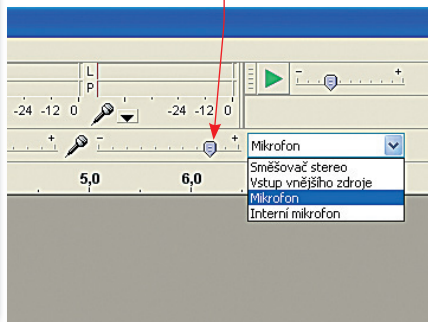 L
P
-24 -12 0 -24 -12 0
- +
- + Mikrofon
Směšovač stereo
Vstup vnějšího zdroje
Mikrofon
Interní mikrofon
5,0 6,0